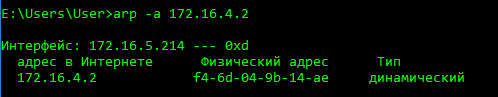 E:\Users\User>arp -a 172.16.4.2
Интерфейс: 172.16.5.214 --- 0xd
адрес в Интернете Физический адрес Тип
172.16.4.2 f4-6d-04-9b-14-ae динамический